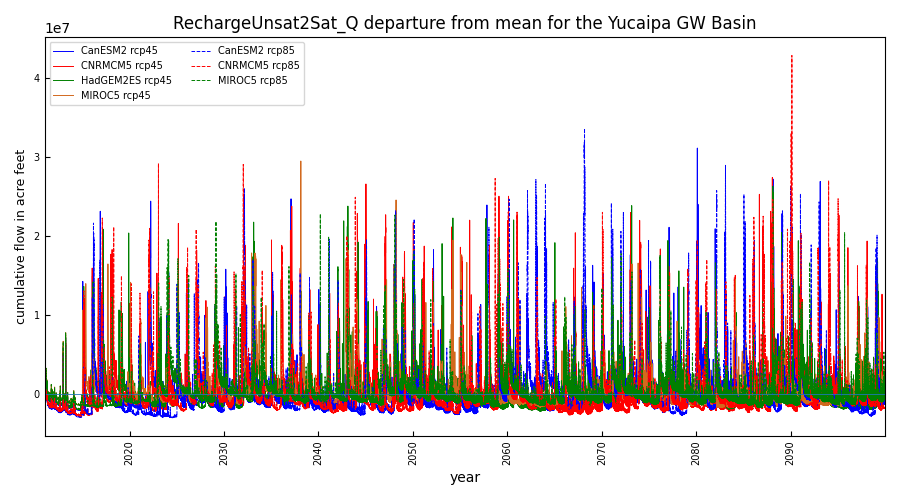 RechargeUnsat2Sat_Q departure from mean for the Yucaipa GW Basin
1e7
CanESM2 rcp45
CNRMCM5 rcp45
HadGEM2ES rcp45
MIROC5 rcp45
CanESM2 rcp85
CNRMCM5 rcp85
MIROC5 rcp85
cumulative flow in acre feet
4
3
2
1
0
2020
2030
2040
2050
2060
2070
2080
2090
year